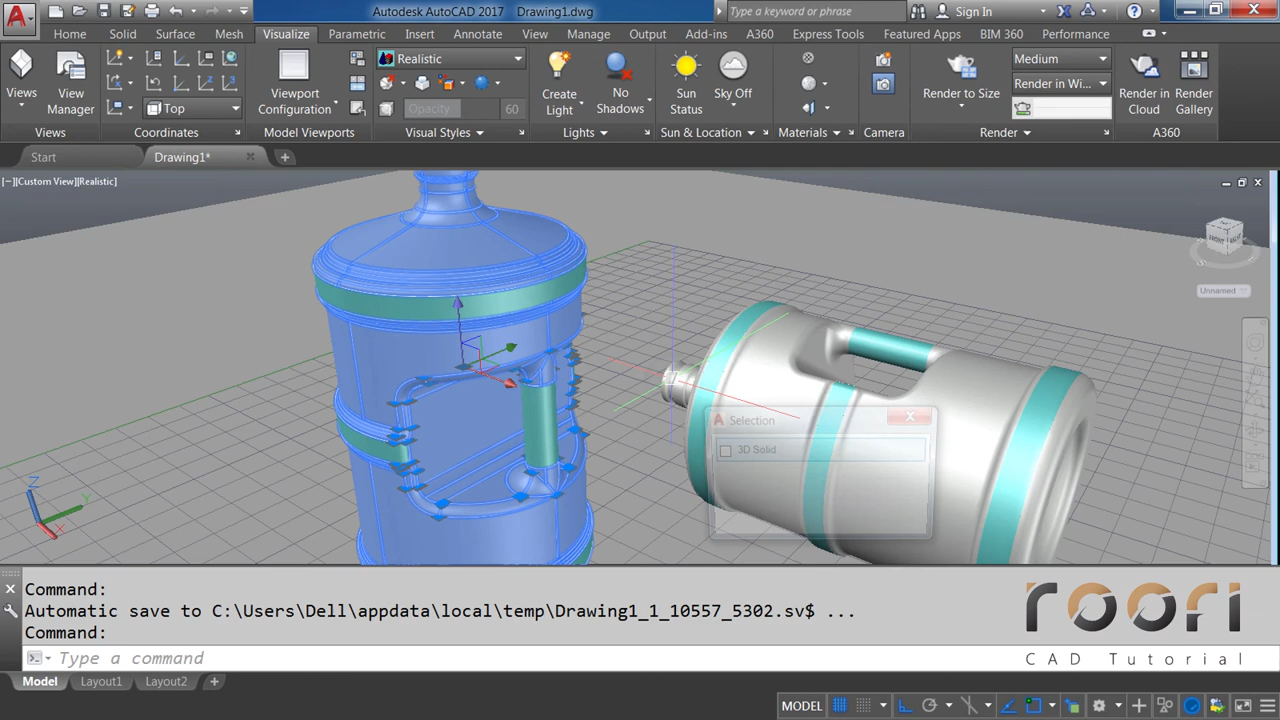 Autodesk AutoCAD 2017 Drawing1.dwg
Type a keyword or phrase
Sign In
Home Solid Surface Mesh Visualize Parametric Insert Annotate View Manage Output Add-ins A360 Express Tools Featured Apps BIM 360 Performance
Views
View
Manager
Views
Top
Coordinates
Viewport
Configuration
Model Viewports
Realistic
Opacity 60
Visual Styles
Create
Light
No
Shadows
Lights
Sun
Status
Sky Off
Sun & Location
Materials
Camera
Render to Size
Medium
Render in Wi...
Render
Render in
Cloud
Render
Gallery
A360
Start
Drawing1*
[−][Custom View][Realistic]
FRONT
Unnamed
Selection
3D Solid
Z
Y
X
Command:
Automatic save to C:\Users\Dell\appdata\local\temp\Drawing1_1_10557_5302.sv$ ...
Command:
Type a command
roofi
CAD Tutorial
Model Layout1 Layout2
MODEL